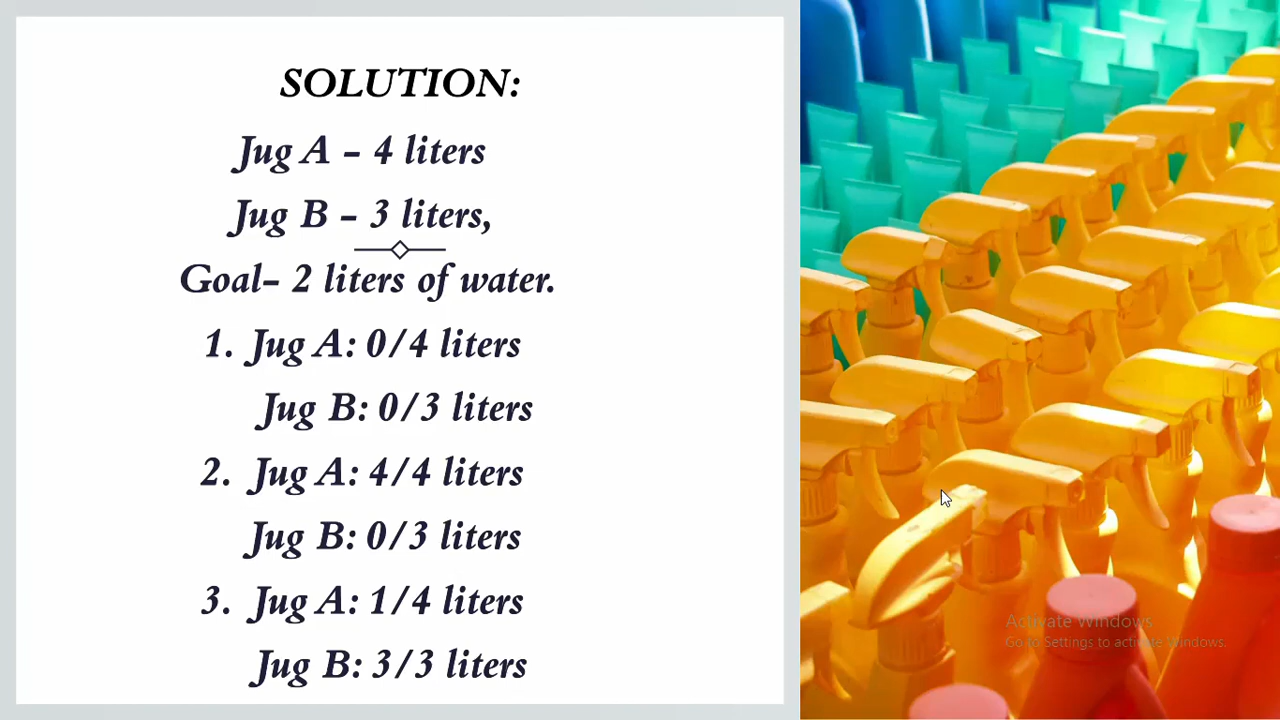 SOLUTION:
Jug A – 4 liters
Jug B – 3 liters,
Goal– 2 liters of water.
1. Jug A: 0/4 liters
Jug B: 0/3 liters
2. Jug A: 4/4 liters
Jug B: 0/3 liters
3. Jug A: 1/4 liters
Jug B: 3/3 liters
Activate Windows
Go to Settings to activate Windows.